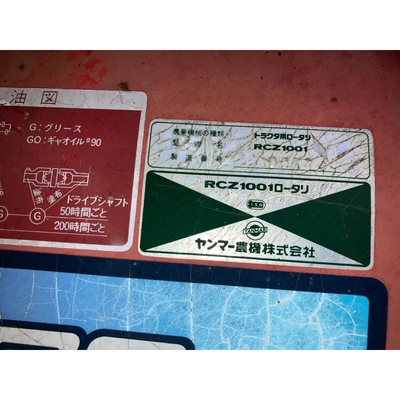 油図
G:グリース
GO:ギヤオイル#90
ドライブシャフト
G
G
50時間ごと
200時間ごと
農業機械の種類 トラクタ用ロータリ
型式名 RCZ1001
製造番号
RCZ1001ロータリ
YANMAR
ヤンマー農機株式会社